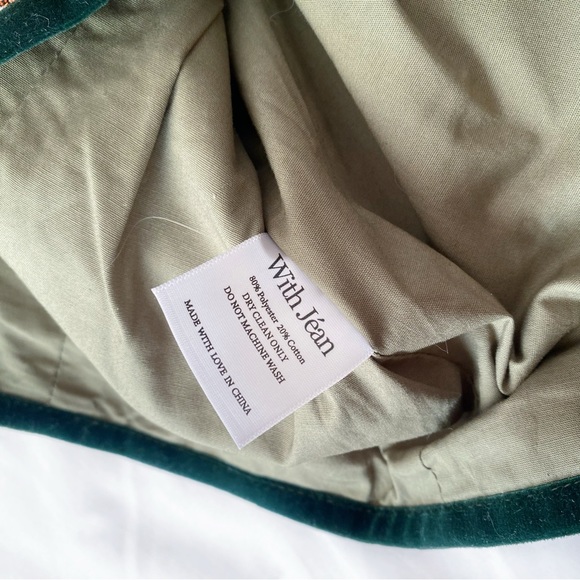 With Jéan
80% Polyester 20% Cotton
DRY CLEAN ONLY
DO NOT MACHINE WASH
MADE WITH LOVE IN CHINA